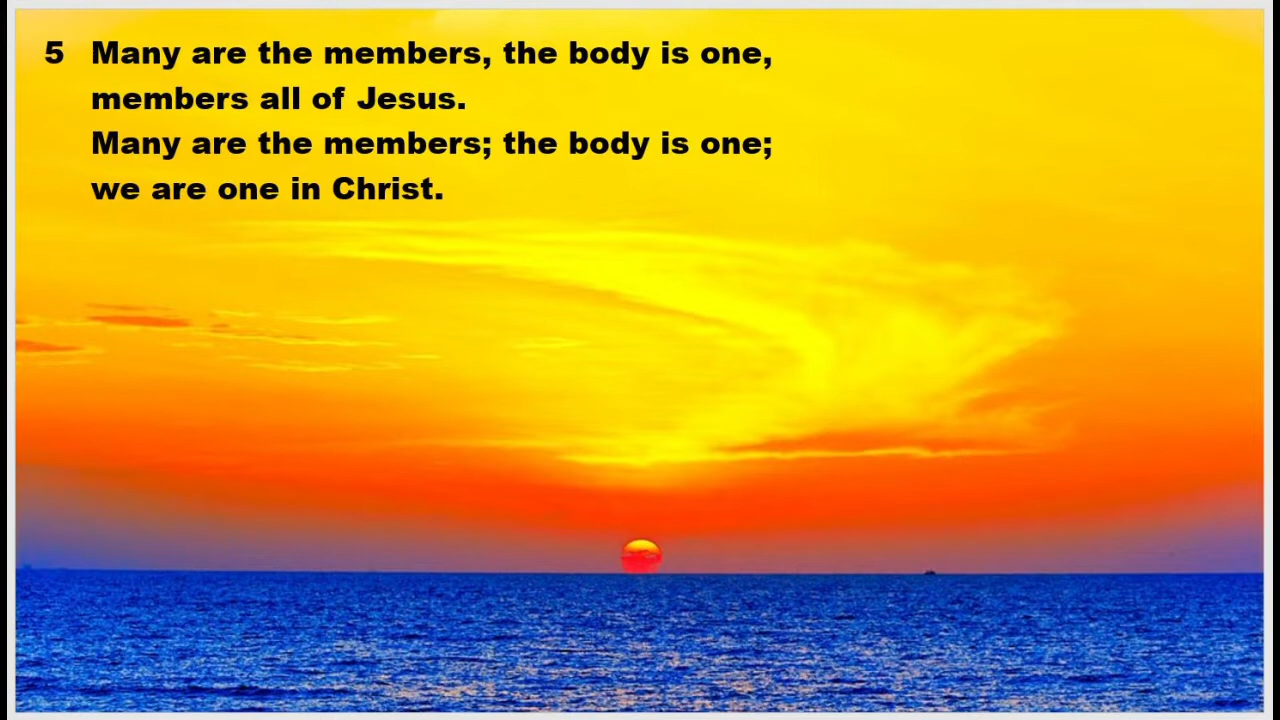 5 Many are the members, the body is one,
members all of Jesus.
Many are the members; the body is one;
we are one in Christ.